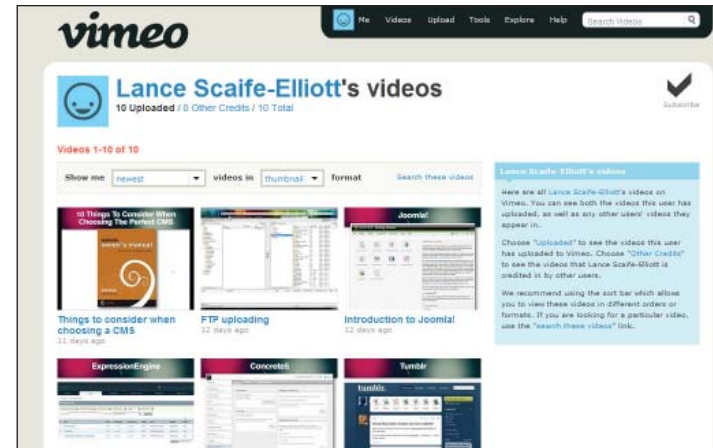 vimeo
Me Videos Upload Tools Explore Help Search Videos
Lance Scaife-Elliott's videos
10 Uploaded / 0 Other Credits / 10 Total
Subscribe
Videos 1-10 of 10
Show me newest videos in thumbnail format Search these videos
10 Things To Consider When
Choosing The Perfect CMS
owner's manual
Joomla!
Things to consider when
choosing a CMS
11 days ago
FTP uploading
12 days ago
Introduction to Joomla!
12 days ago
ExpressionEngine
Concrete5
Tumblr
tumblr.
Lance Scaife-Elliott's videos
Here are all Lance Scaife-Elliott's videos on
Vimeo. You can see both the videos this user has
uploaded, as well as any other users' videos they
appear in.
Choose "Uploaded" to see the videos this user
has uploaded to Vimeo. Choose "Other Credits"
to see the videos that Lance Scaife-Elliott is
credited in by other users.
We recommend using the sort bar which allows
you to view these videos in different orders or
formats. If you are looking for a particular video,
use the "search these videos" link.